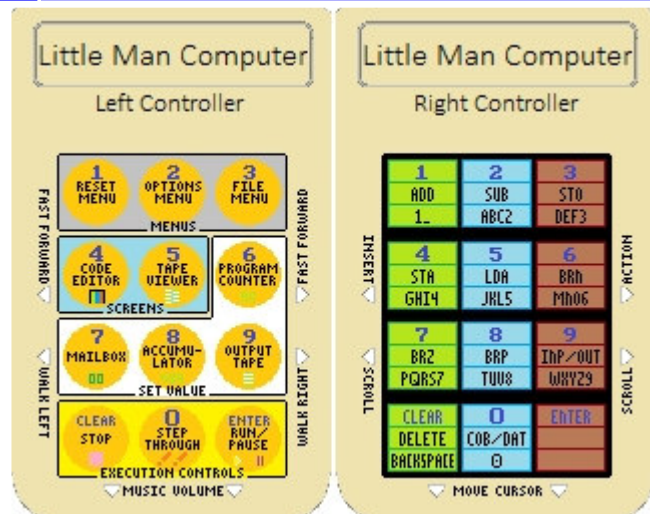 Little Man Computer
Left Controller
1
RESET
MENU
2
OPTIONS
MENU
3
FILE
MENU
MENUS
4
CODE
EDITOR
5
TAPE
VIEWER
SCREENS
6
PROGRAM
COUNTER
7
MAILBOX
8
ACCUMU-
LATOR
9
OUTPUT
TAPE
SET VALUE
CLEAR
STOP
0
STEP
THROUGH
ENTER
RUN/
PAUSE
EXECUTION CONTROLS
FAST FORWARD
FAST FORWARD
WALK LEFT
WALK RIGHT
MUSIC VOLUME
Little Man Computer
Right Controller
1
ADD
1_
2
SUB
ABC2
3
STO
DEF3
4
STA
GHI4
5
LDA
JKL5
6
BRN
MNO6
7
BRZ
PQRS7
8
BRP
TUV8
9
INP/OUT
WXYZ9
CLEAR
DELETE
BACKSPACE
0
COB/DAT
0
ENTER
INSERT
ACTION
SCROLL
SCROLL
MOVE CURSOR